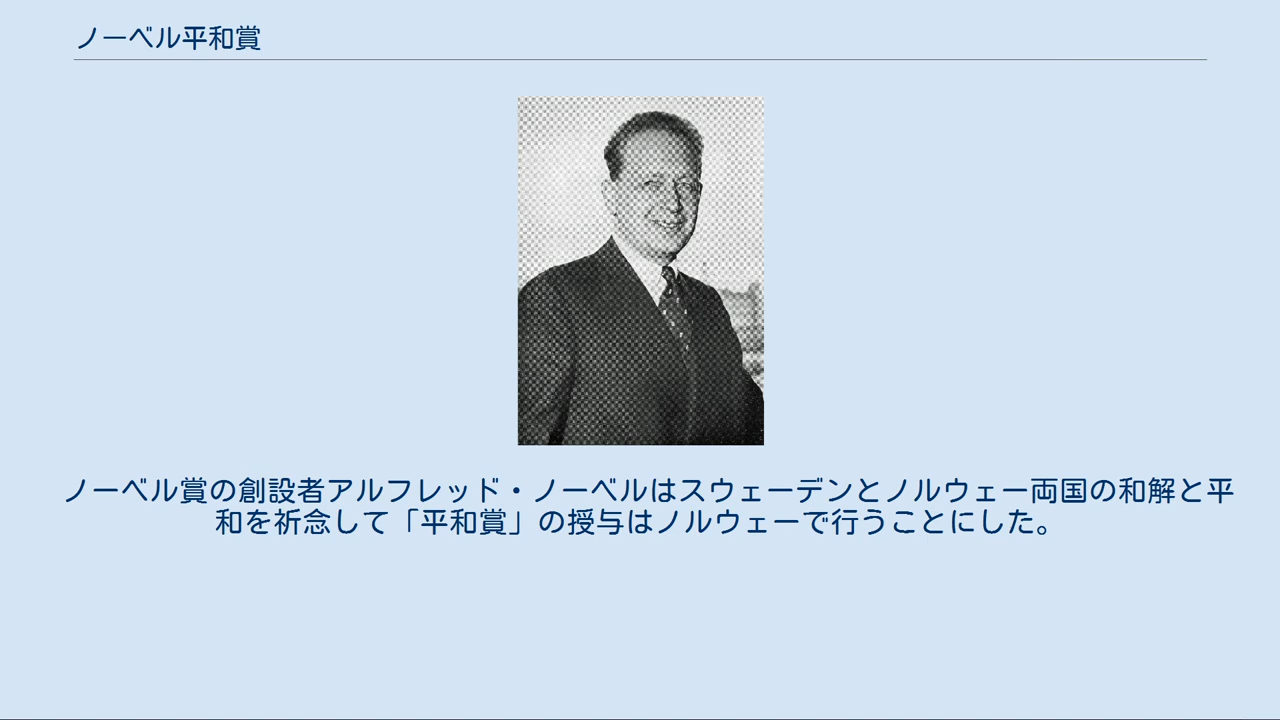 ノーベル平和賞
ノーベル賞の創設者アルフレッド・ノーベルはスウェーデンとノルウェー両国の和解と平
和を祈念して「平和賞」の授与はノルウェーで行うことにした。